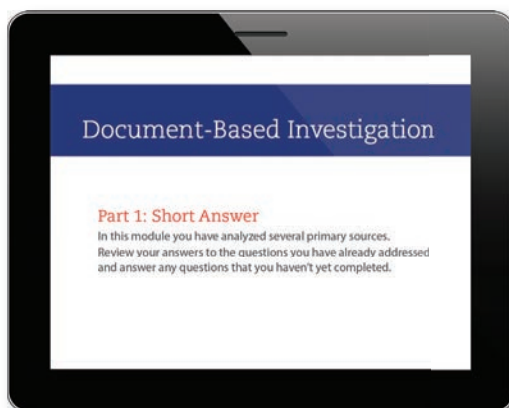 Document-Based Investigation
Part 1: Short Answer
In this module you have analyzed several primary sources.
Review your answers to the questions you have already addressed
and answer any questions that you haven't yet completed.